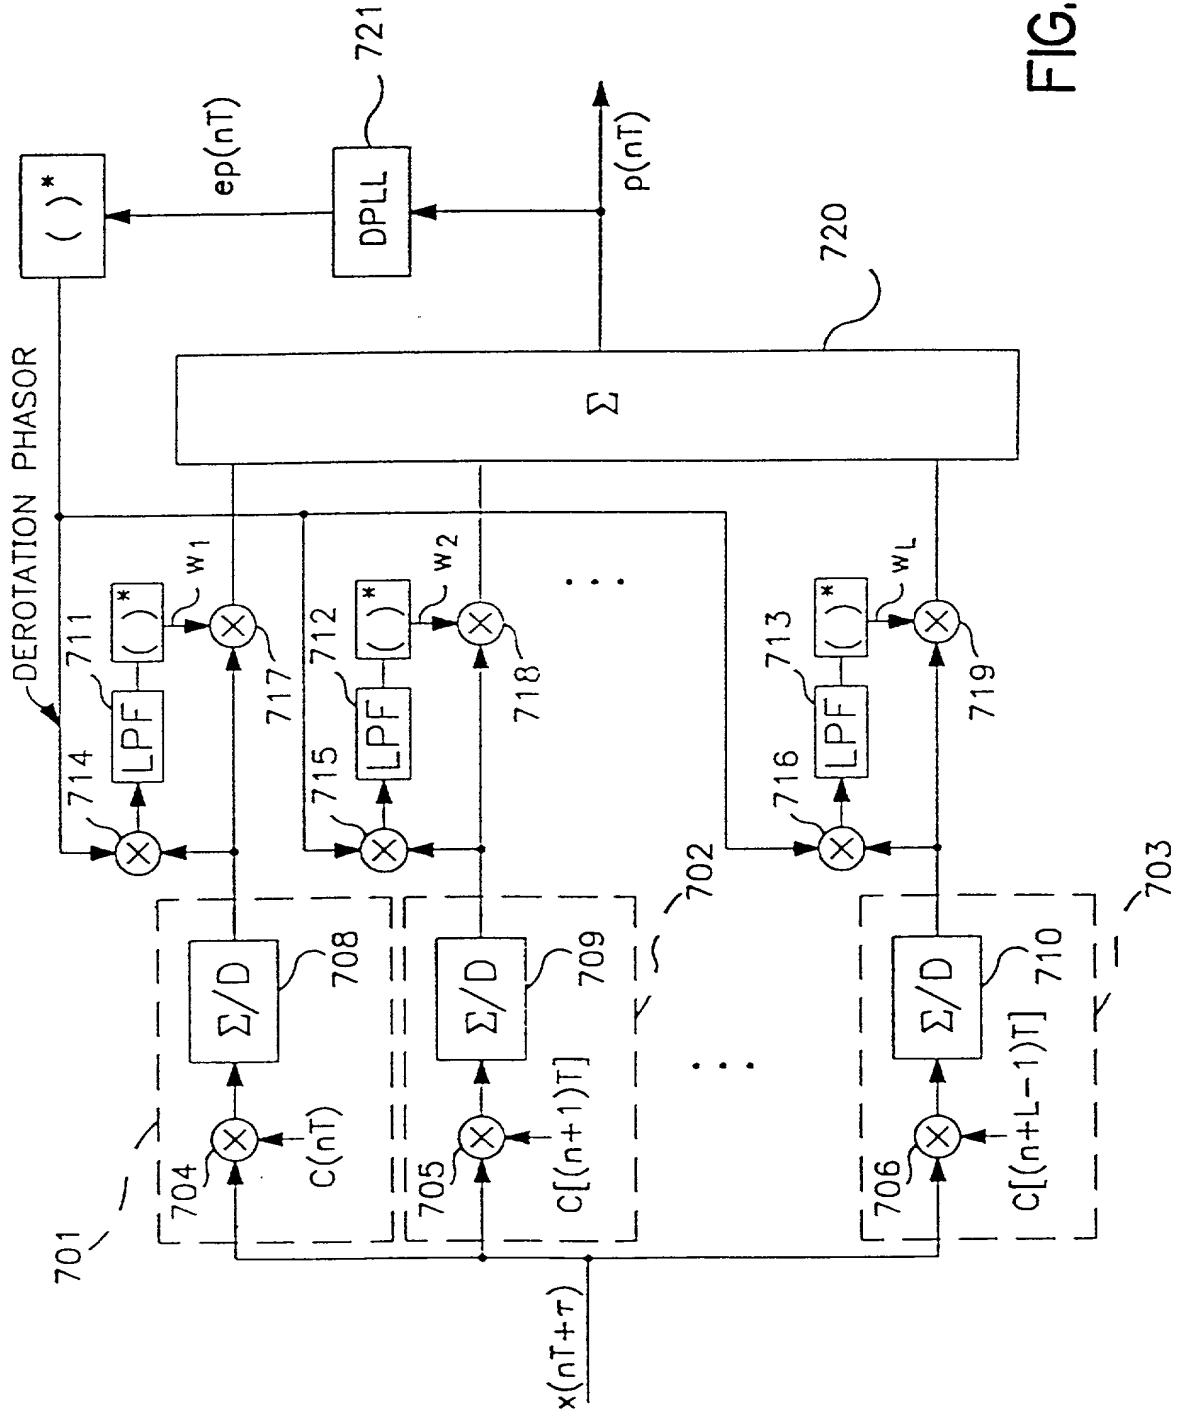 x(nT+τ)
701
704
C(nT)
Σ/D
708
705
C[(n+1)T]
Σ/D
709
702
706
C[(n+L-1)T]
Σ/D
710
703
DEROTATION PHASOR
714
LPF
711
( )*
w1
717
715
LPF
712
( )*
w2
718
716
LPF
713
( )*
wL
719
Σ
720
( )*
ep(nT)
DPLL
721
p(nT)
FIG.